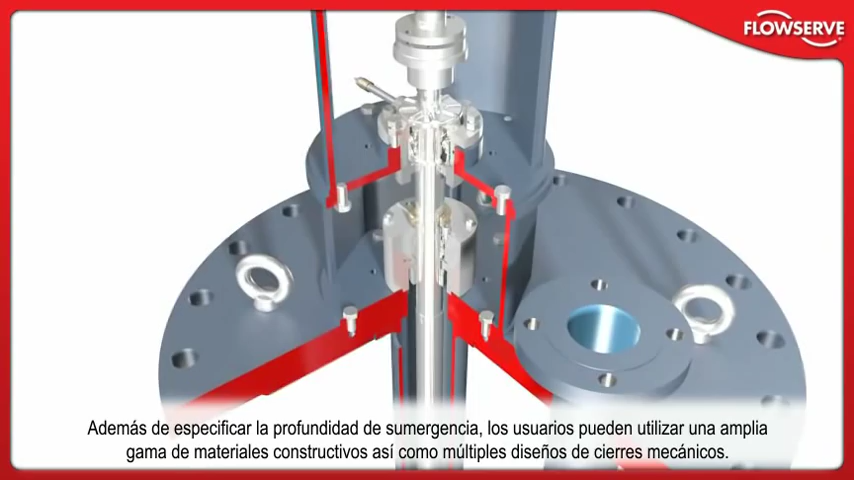 FLOWSERVE
Además de especificar la profundidad de sumergencia, los usuarios pueden utilizar una amplia
gama de materiales constructivos así como múltiples diseños de cierres mecánicos.